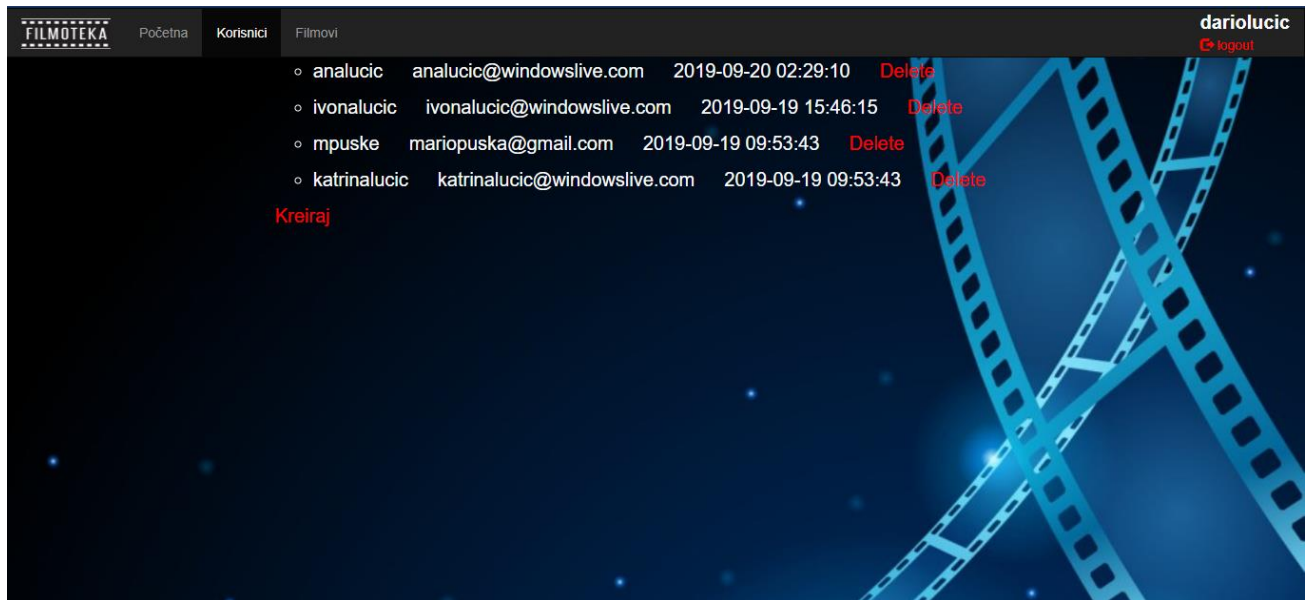 FILMOTEKA Početna Korisnici Filmovi dariolucic
logout
analucic analucic@windowslive.com 2019-09-20 02:29:10 Delete
ivonalucic ivonalucic@windowslive.com 2019-09-19 15:46:15 Delete
mpuske mariopuska@gmail.com 2019-09-19 09:53:43 Delete
katrinalucic katrinalucic@windowslive.com 2019-09-19 09:53:43 Delete
Kreiraj